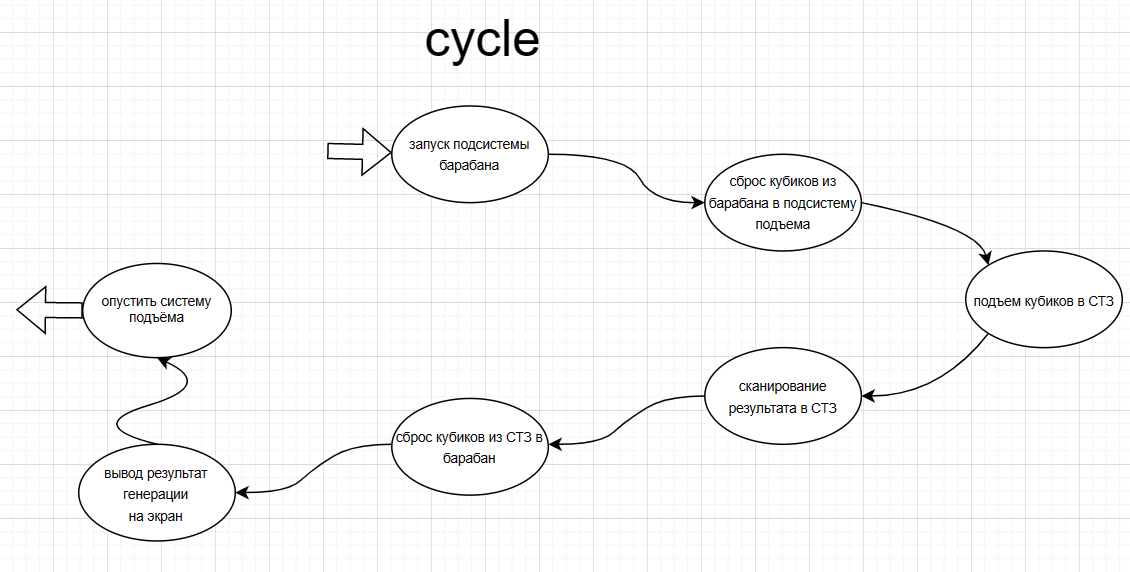 cycle
запуск подсистемы
барабана
сброс кубиков из
барабана в подсистему
подъема
подъем кубиков в СТЗ
сканирование
результата в СТЗ
сброс кубиков из СТЗ в
барабан
вывод результат
генерации
на экран
опустить систему
подъёма